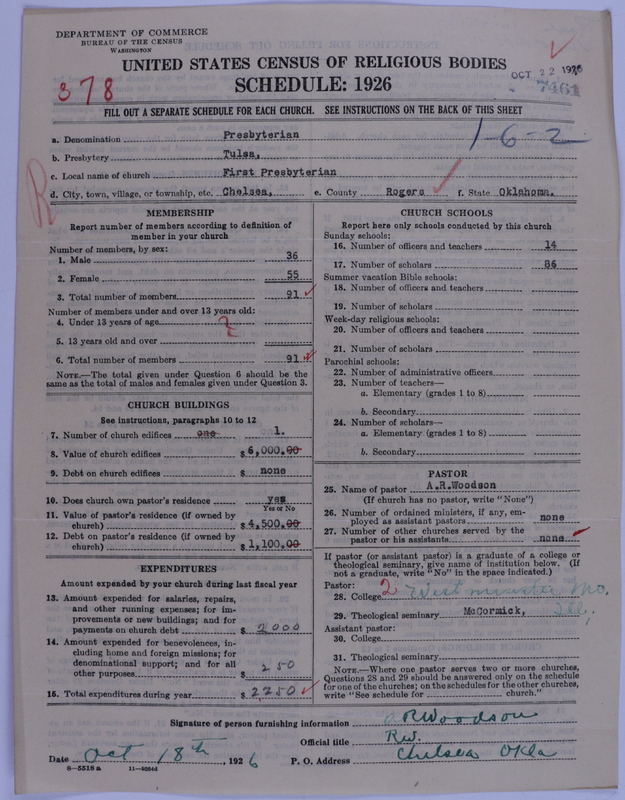 DEPARTMENT OF COMMERCE
BUREAU OF THE CENSUS
WASHINGTON
UNITED STATES CENSUS OF RELIGIOUS BODIES
SCHEDULE: 1926
378
OCT 22 1926
7461
FILL OUT A SEPARATE SCHEDULE FOR EACH CHURCH. SEE INSTRUCTIONS ON THE BACK OF THIS SHEET
1-6-2
a. Denomination Presbyterian
b. Presbytery Tulsa,
c. Local name of church First Presbyterian
d. City, town, village, or township, etc. Chelsea, e. County Rogers f. State Oklahoma.
R
MEMBERSHIP
Report number of members according to definition of
member in your church
Number of members, by sex:
1. Male 36
2. Female 55
3. Total number of members 91
Number of members under and over 13 years old:
4. Under 13 years of age
5. 13 years old and over
6. Total number of members 91
NOTE.—The total given under Question 6 should be the
same as the total of males and females given under Question 3.
CHURCH BUILDINGS
See instructions, paragraphs 10 to 12
7. Number of church edifices one 1.
8. Value of church edifices $6,000.00
9. Debt on church edifices $ none
10. Does church own pastor's residence yes
Yes or No
11. Value of pastor's residence (if owned by
church) $4,500.00
12. Debt on pastor's residence (if owned by
church) $1,100.00
EXPENDITURES
Amount expended by your church during last fiscal year
13. Amount expended for salaries, repairs,
and other running expenses; for im-
provements or new buildings; and for
payments on church debt $ 2000
14. Amount expended for benevolences, in-
cluding home and foreign missions; for
denominational support; and for all
other purposes $ 250
15. Total expenditures during year $ 2250
CHURCH SCHOOLS
Report here only schools conducted by this church
Sunday schools:
16. Number of officers and teachers 14
17. Number of scholars 86
Summer vacation Bible schools:
18. Number of officers and teachers
19. Number of scholars
Week-day religious schools:
20. Number of officers and teachers
21. Number of scholars
Parochial schools:
22. Number of administrative officers
23. Number of teachers—
a. Elementary (grades 1 to 8)
b. Secondary
24. Number of scholars—
a. Elementary (grades 1 to 8)
b. Secondary
PASTOR
25. Name of pastor A.R.Woodson
(If church has no pastor, write "None")
26. Number of ordained ministers, if any, em-
ployed as assistant pastors none
27. Number of other churches served by the
pastor or his assistants none
If pastor (or assistant pastor) is a graduate of a college or
theological seminary, give name of institution below. (If
not a graduate, write "No" in the space indicated.)
Pastor:
28. College 2 Westminster Mo.
29. Theological seminary McCormick, Ill.
Assistant pastor:
30. College
31. Theological seminary
NOTE.—Where one pastor serves two or more churches,
Questions 28 and 29 should be answered only on the schedule
for one of the churches; on the schedules for the other churches,
write "See schedule for church."
Signature of person furnishing information A R Woodson
Official title Rev.
Date Oct 18th, 1926 P. O. Address Chelsea Okla
8—5518 a 11—9084d